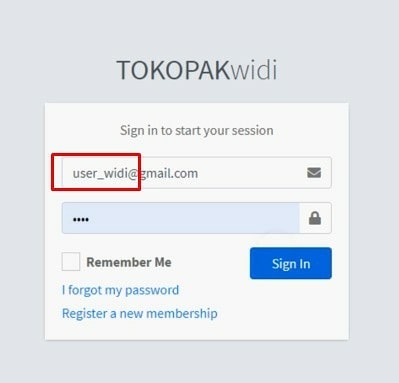 TOKOPAKwidi
Sign in to start your session
user_widi@gmail.com
••••
Remember Me
Sign In
I forgot my password
Register a new membership